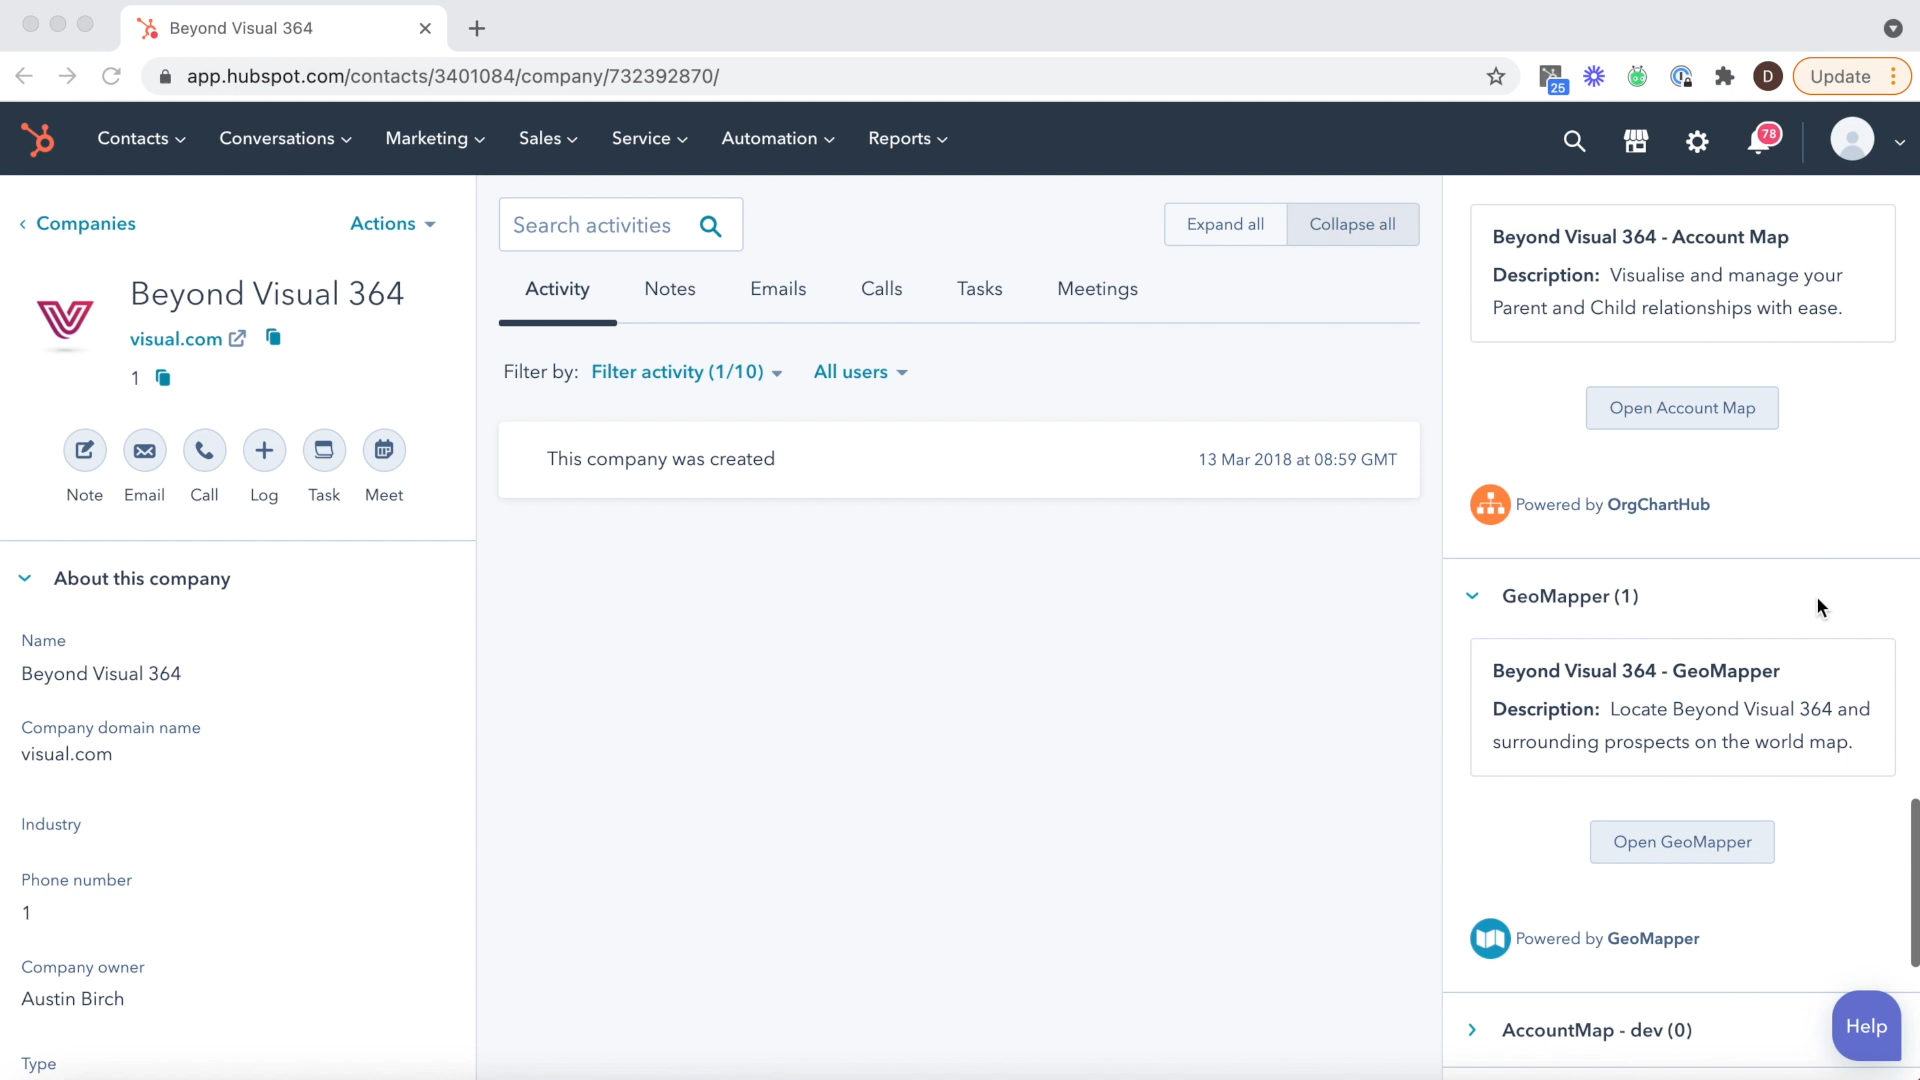 Beyond Visual 364
app.hubspot.com/contacts/3401084/company/732392870/
25
D
Update
Contacts
Conversations
Marketing
Sales
Service
Automation
Reports
78
Companies
Actions
Beyond Visual 364
visual.com
1
Note
Email
Call
Log
Task
Meet
About this company
Name
Beyond Visual 364
Company domain name
visual.com
Industry
Phone number
1
Company owner
Austin Birch
Type
Search activities
Expand all
Collapse all
Activity
Notes
Emails
Calls
Tasks
Meetings
Filter by:
Filter activity (1/10)
All users
This company was created
13 Mar 2018 at 08:59 GMT
Beyond Visual 364 - Account Map
Description: Visualise and manage your
Parent and Child relationships with ease.
Open Account Map
Powered by OrgChartHub
GeoMapper (1)
Beyond Visual 364 - GeoMapper
Description: Locate Beyond Visual 364 and
surrounding prospects on the world map.
Open GeoMapper
Powered by GeoMapper
AccountMap - dev (0)
Help